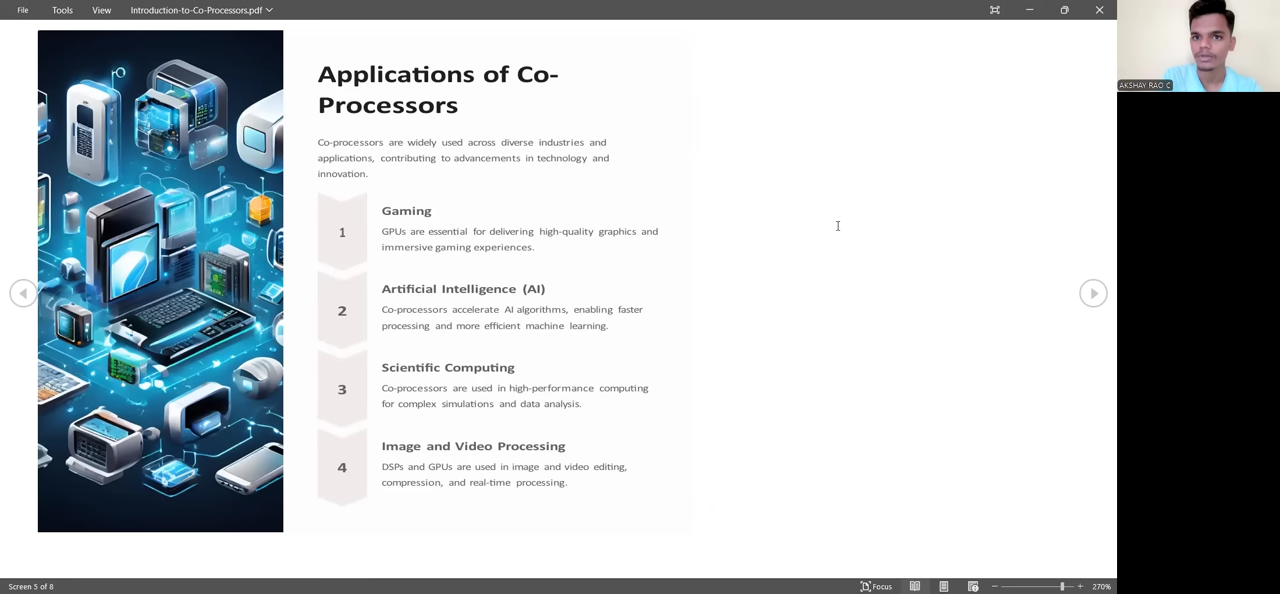 File Tools View Introduction-to-Co-Processors.pdf
AKSHAY RAO C
Applications of Co-
Processors
Co-processors are widely used across diverse industries and
applications, contributing to advancements in technology and
innovation.
1
Gaming
GPUs are essential for delivering high-quality graphics and
immersive gaming experiences.
2
Artificial Intelligence (AI)
Co-processors accelerate AI algorithms, enabling faster
processing and more efficient machine learning.
3
Scientific Computing
Co-processors are used in high-performance computing
for complex simulations and data analysis.
4
Image and Video Processing
DSPs and GPUs are used in image and video editing,
compression, and real-time processing.
Screen 5 of 8 Focus 270%